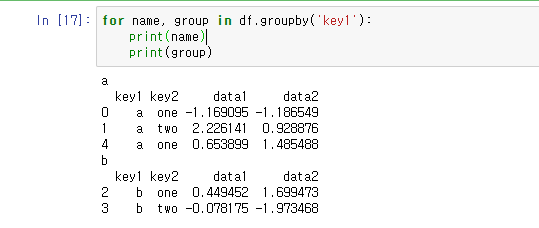 In [17]: for name, group in df.groupby('key1'):
    print(name)
    print(group)
a
  key1 key2     data1     data2
0    a  one -1.169095 -1.186549
1    a  two  2.226141  0.928876
4    a  one  0.653899  1.485488
b
  key1 key2     data1     data2
2    b  one  0.449452  1.699473
3    b  two -0.078175 -1.973468